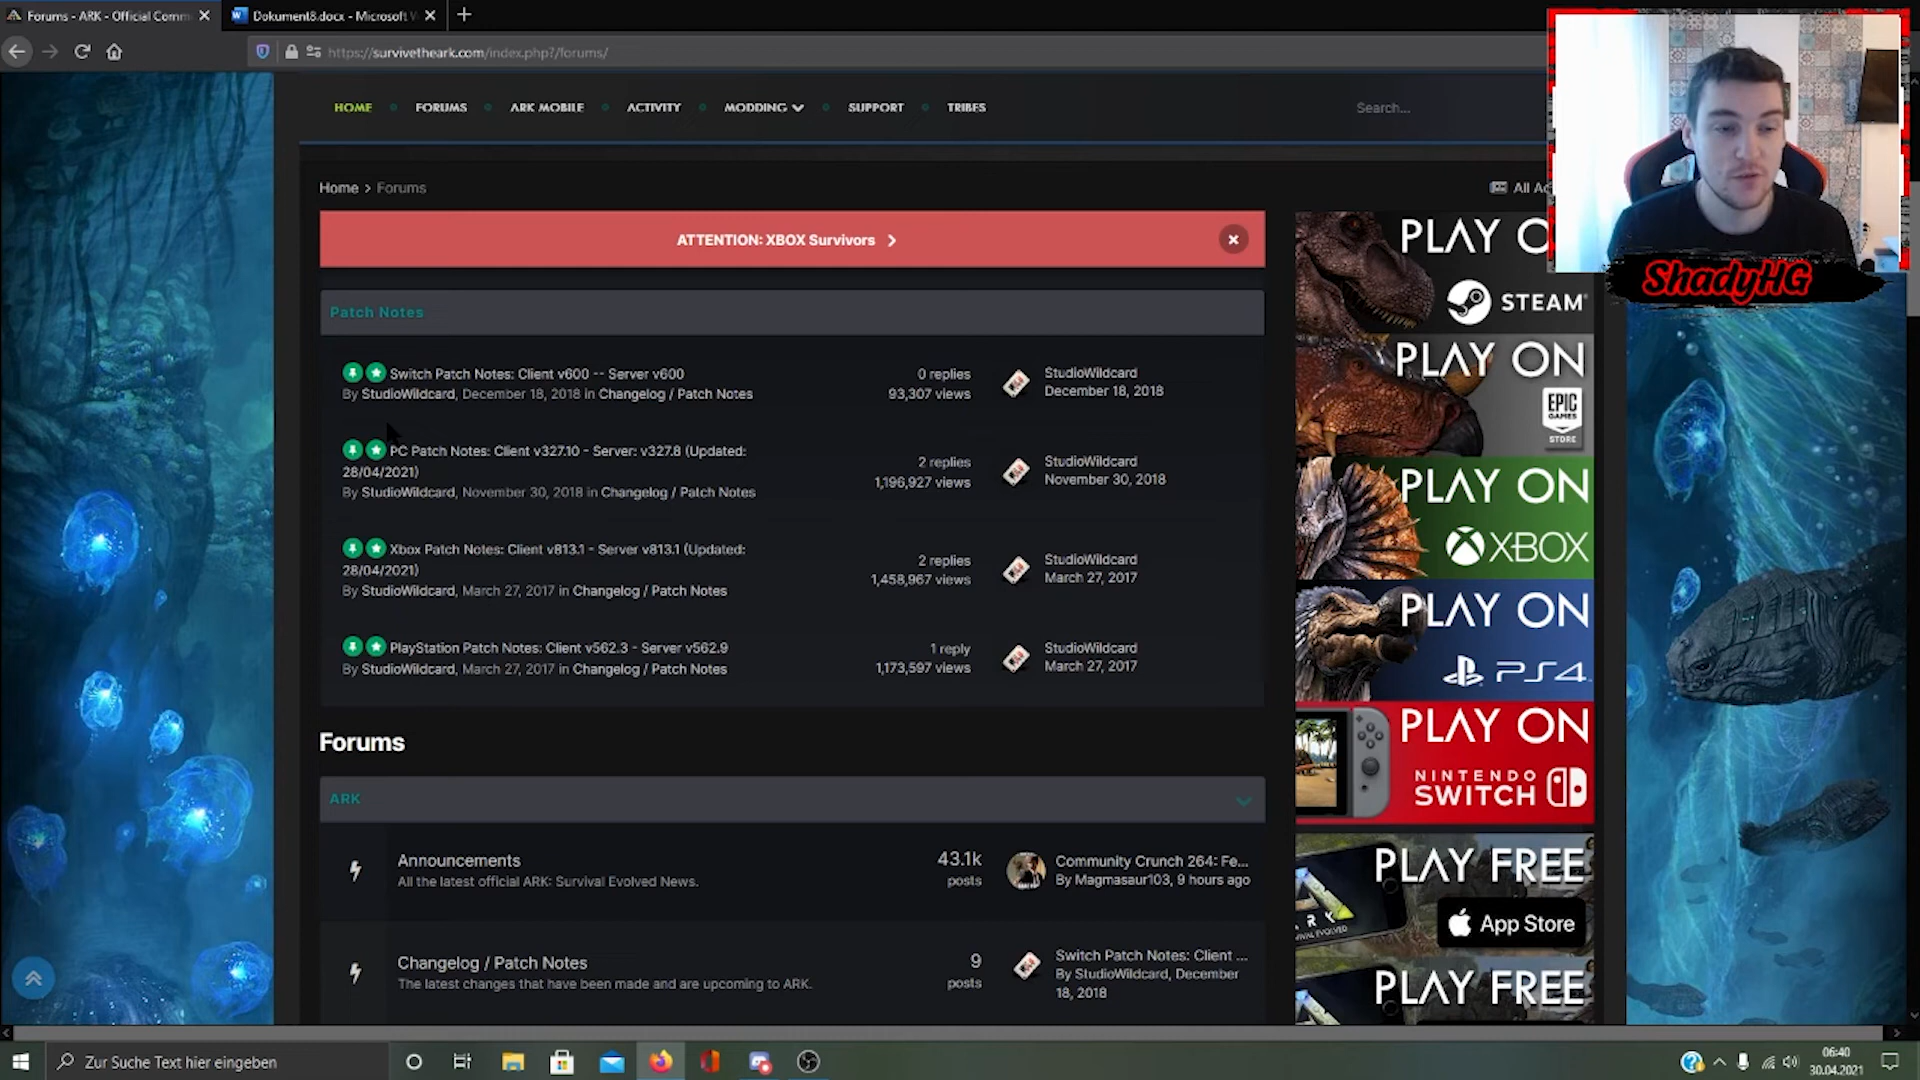 Forums - ARK - Official Comm
Dokument8.docx - Microsoft
https://survivetheark.com/index.php?/forums/
HOME
FORUMS
ARK MOBILE
ACTIVITY
MODDING
SUPPORT
TRIBES
Search...
Home > Forums
ATTENTION: XBOX Survivors
Patch Notes
Switch Patch Notes: Client v600 -- Server v600
By StudioWildcard, December 18, 2018 in Changelog / Patch Notes
0 replies
93,307 views
StudioWildcard
December 18, 2018
PC Patch Notes: Client v327.10 - Server: v327.8 (Updated:
28/04/2021)
By StudioWildcard, November 30, 2018 in Changelog / Patch Notes
2 replies
1,196,927 views
StudioWildcard
November 30, 2018
Xbox Patch Notes: Client v813.1 - Server v813.1 (Updated:
28/04/2021)
By StudioWildcard, March 27, 2017 in Changelog / Patch Notes
2 replies
1,458,967 views
StudioWildcard
March 27, 2017
PlayStation Patch Notes: Client v562.3 - Server v562.9
By StudioWildcard, March 27, 2017 in Changelog / Patch Notes
1 reply
1,173,597 views
StudioWildcard
March 27, 2017
Forums
ARK
Announcements
All the latest official ARK: Survival Evolved News.
43.1k
posts
Community Crunch 264: Fe...
By Magmasaur103, 9 hours ago
Changelog / Patch Notes
The latest changes that have been made and are upcoming to ARK.
9
posts
Switch Patch Notes: Client ...
By StudioWildcard, December
18, 2018
All
PLAY
STEAM
PLAY ON
EPIC
GAMES
STORE
PLAY ON
XBOX
PLAY ON
PS4
PLAY ON
NINTENDO
SWITCH
PLAY FREE
App Store
PLAY FREE
ShadyHG
Zur Suche Text hier eingeben
06:40
30.04.2021